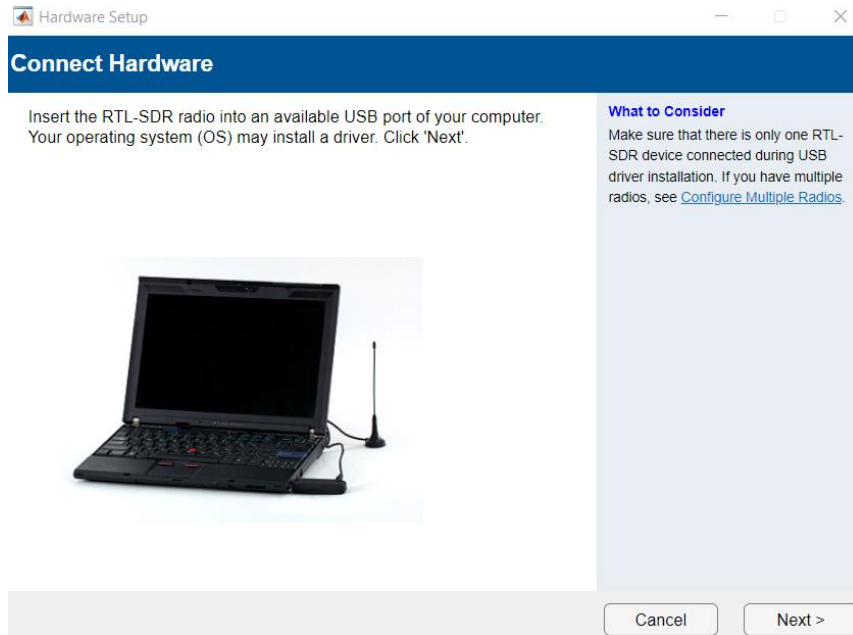 Hardware Setup
Connect Hardware
Insert the RTL-SDR radio into an available USB port of your computer.
Your operating system (OS) may install a driver. Click 'Next'.
What to Consider
Make sure that there is only one RTL-
SDR device connected during USB
driver installation. If you have multiple
radios, see Configure Multiple Radios.
Cancel
Next >